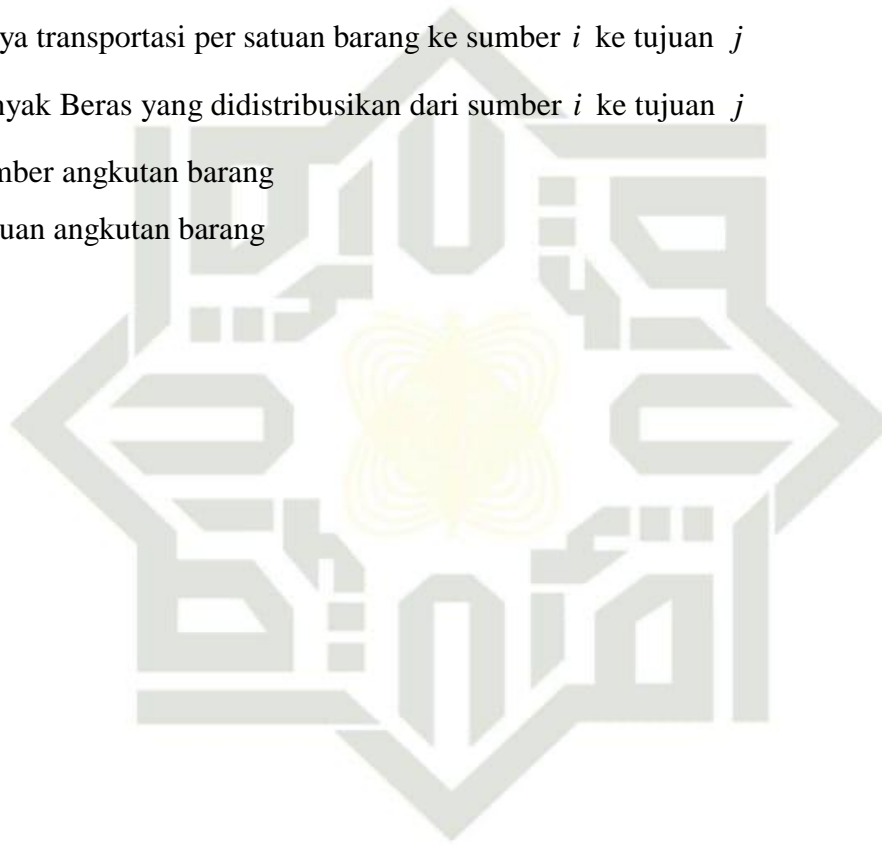 ya transportasi per satuan barang ke sumber i ke tujuan j
nyak Beras yang didistribusikan dari sumber i ke tujuan j
mber angkutan barang
uan angkutan barang